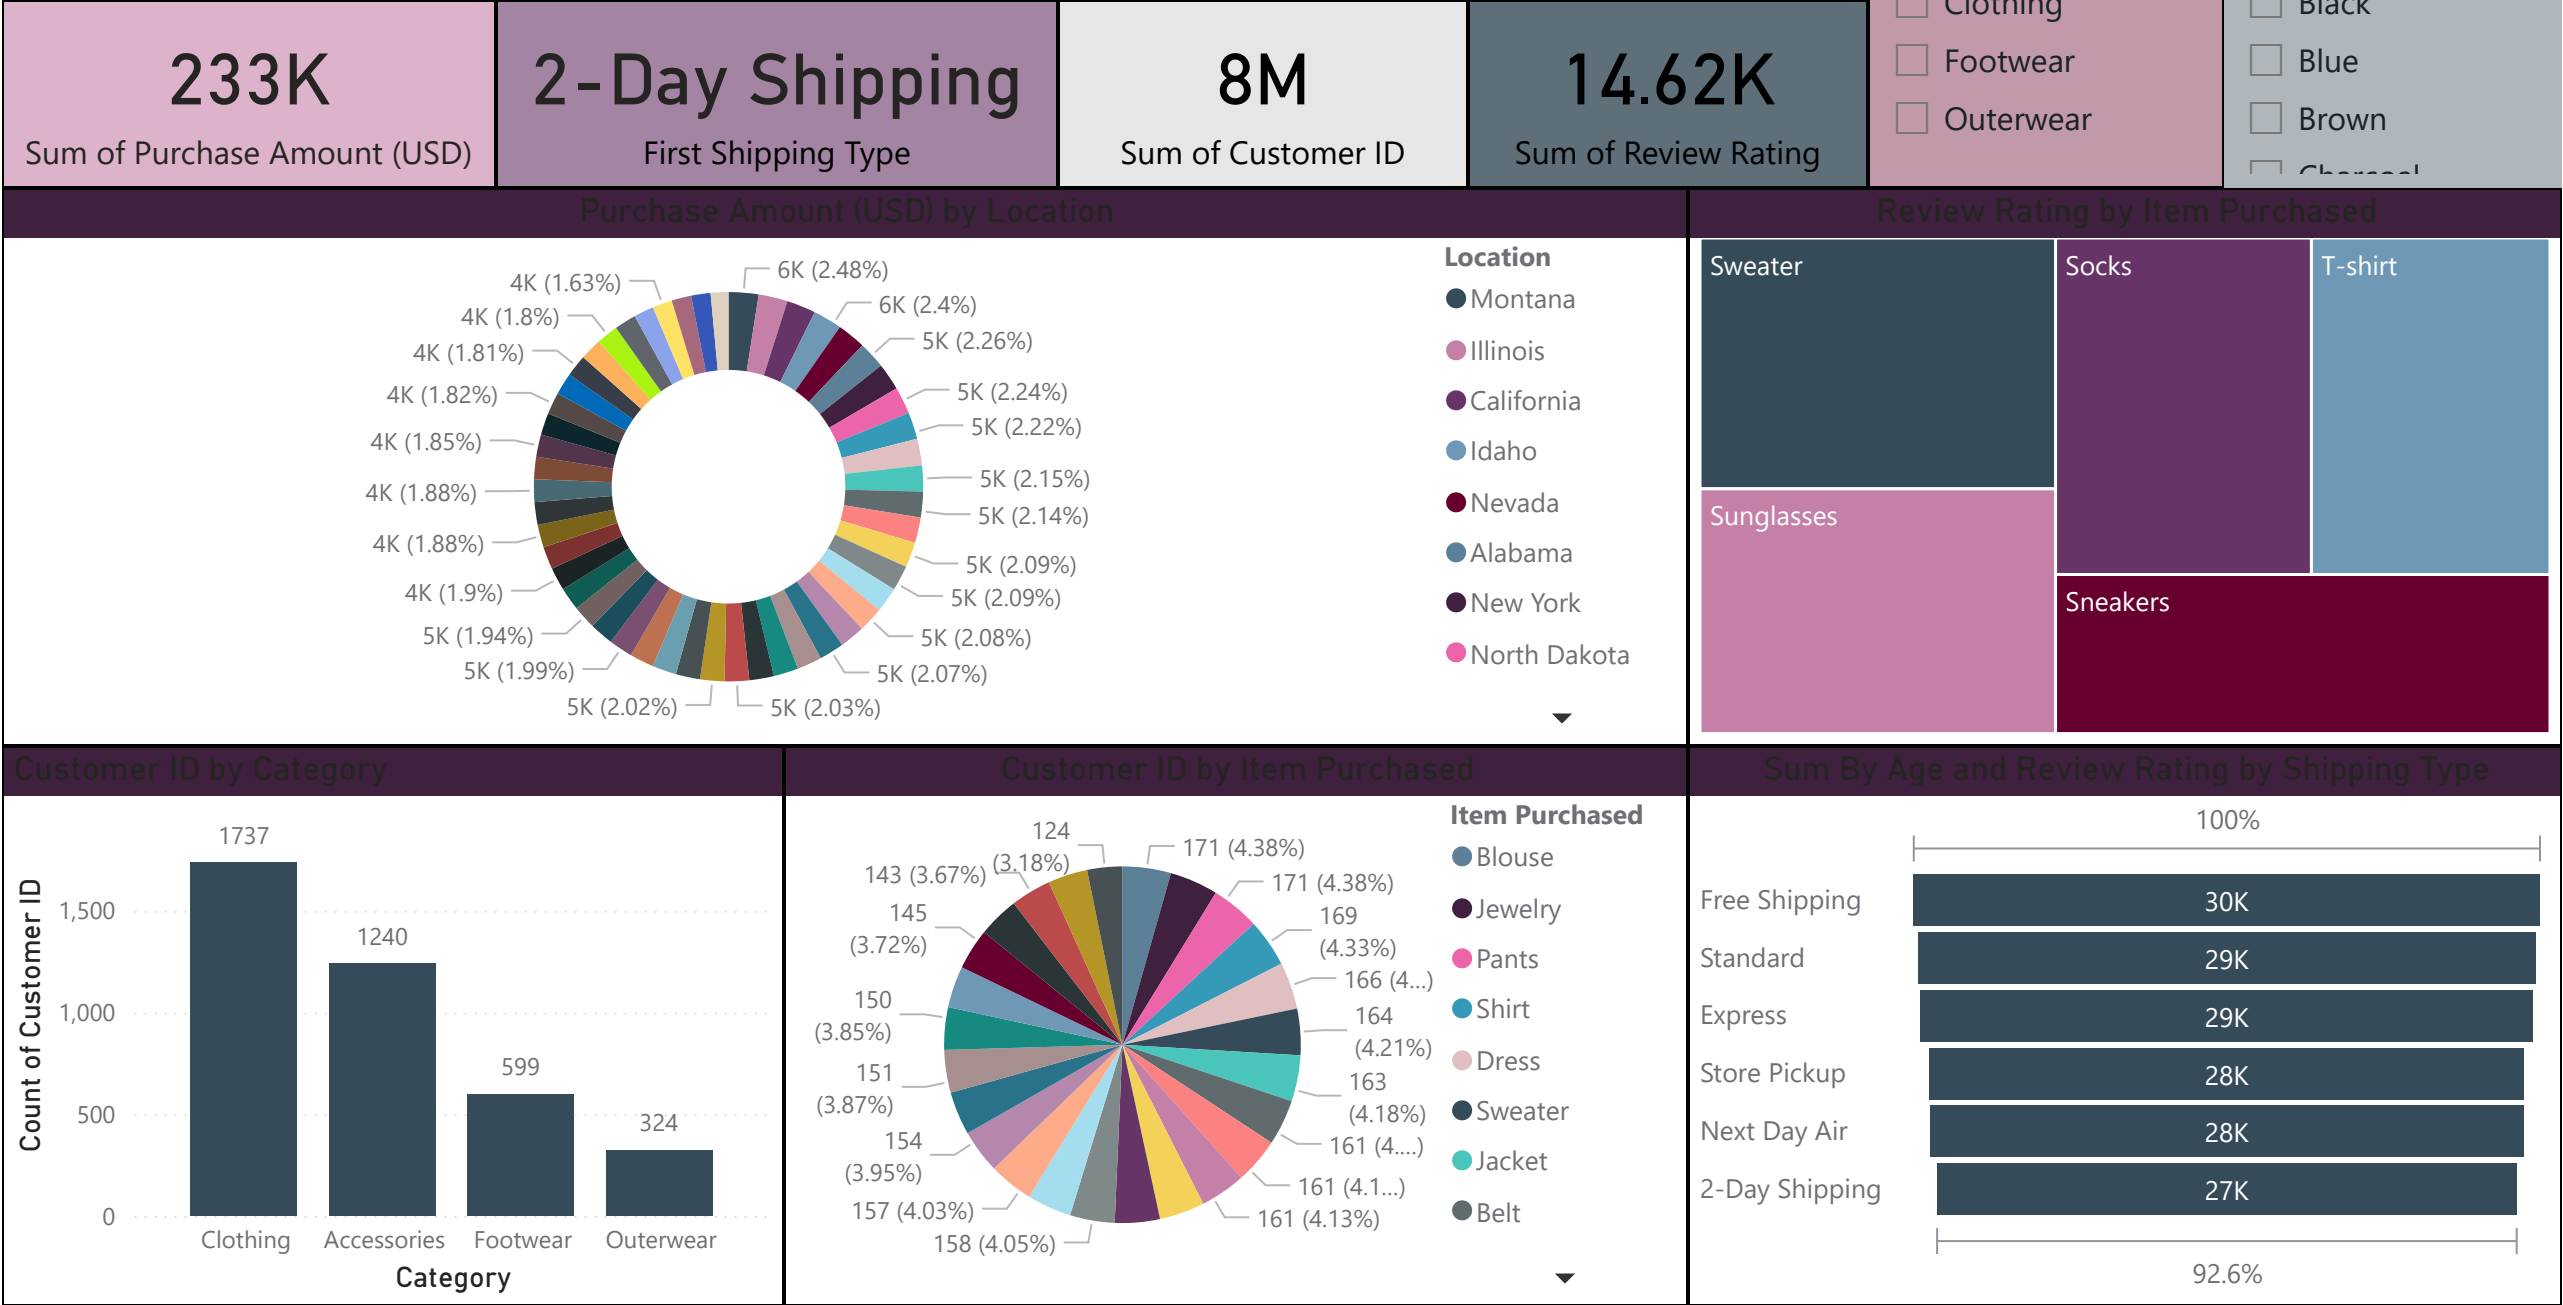 233K
Sum of Purchase Amount (USD)
2-Day Shipping
First Shipping Type
8M
Sum of Customer ID
14.62K
Sum of Review Rating
Clothing
Footwear
Outerwear
Black
Blue
Brown
Charcoal
Purchase Amount (USD) by Location
6K (2.48%)
6K (2.4%)
5K (2.26%)
5K (2.24%)
5K (2.22%)
5K (2.15%)
5K (2.14%)
5K (2.09%)
5K (2.09%)
5K (2.08%)
5K (2.07%)
5K (2.03%)
5K (2.02%)
5K (1.99%)
5K (1.94%)
4K (1.9%)
4K (1.88%)
4K (1.88%)
4K (1.85%)
4K (1.82%)
4K (1.81%)
4K (1.8%)
4K (1.63%)
Location
Montana
Illinois
California
Idaho
Nevada
Alabama
New York
North Dakota
Review Rating by Item Purchased
Sweater
Sunglasses
Socks
T-shirt
Sneakers
Customer ID by Category
Count of Customer ID
1,500
1,000
500
0
1737
1240
599
324
Clothing
Accessories
Footwear
Outerwear
Category
Customer ID by Item Purchased
171 (4.38%)
171 (4.38%)
169
(4.33%)
166 (4...)
164
(4.21%)
163
(4.18%)
161 (4....)
161 (4.1...)
161 (4.13%)
158 (4.05%)
157 (4.03%)
154
(3.95%)
151
(3.87%)
150
(3.85%)
145
(3.72%)
143 (3.67%)
124
(3.18%)
Item Purchased
Blouse
Jewelry
Pants
Shirt
Dress
Sweater
Jacket
Belt
Sum By Age and Review Rating by Shipping Type
100%
Free Shipping
30K
Standard
29K
Express
29K
Store Pickup
28K
Next Day Air
28K
2-Day Shipping
27K
92.6%